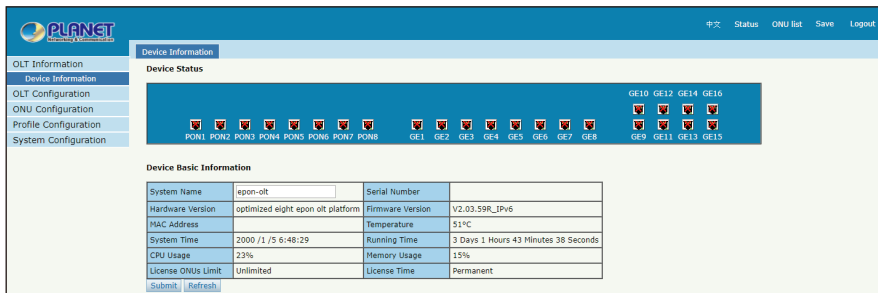 PLANET
Networking & Communication
中文 Status ONU list Save Logout
Device Information
OLT Information
Device Information
OLT Configuration
ONU Configuration
Profile Configuration
System Configuration
Device Status
GE10 GE12 GE14 GE16
PON1 PON2 PON3 PON4 PON5 PON6 PON7 PON8 GE1 GE2 GE3 GE4 GE5 GE6 GE7 GE8 GE9 GE11 GE13 GE15
Device Basic Information
System Name epon-olt Serial Number
Hardware Version optimized eight epon olt platform Firmware Version V2.03.59R_IPv6
MAC Address Temperature 51°C
System Time 2000 /1 /5 6:48:29 Running Time 3 Days 1 Hours 43 Minutes 38 Seconds
CPU Usage 23% Memory Usage 15%
License ONUs Limit Unlimited License Time Permanent
Submit Refresh